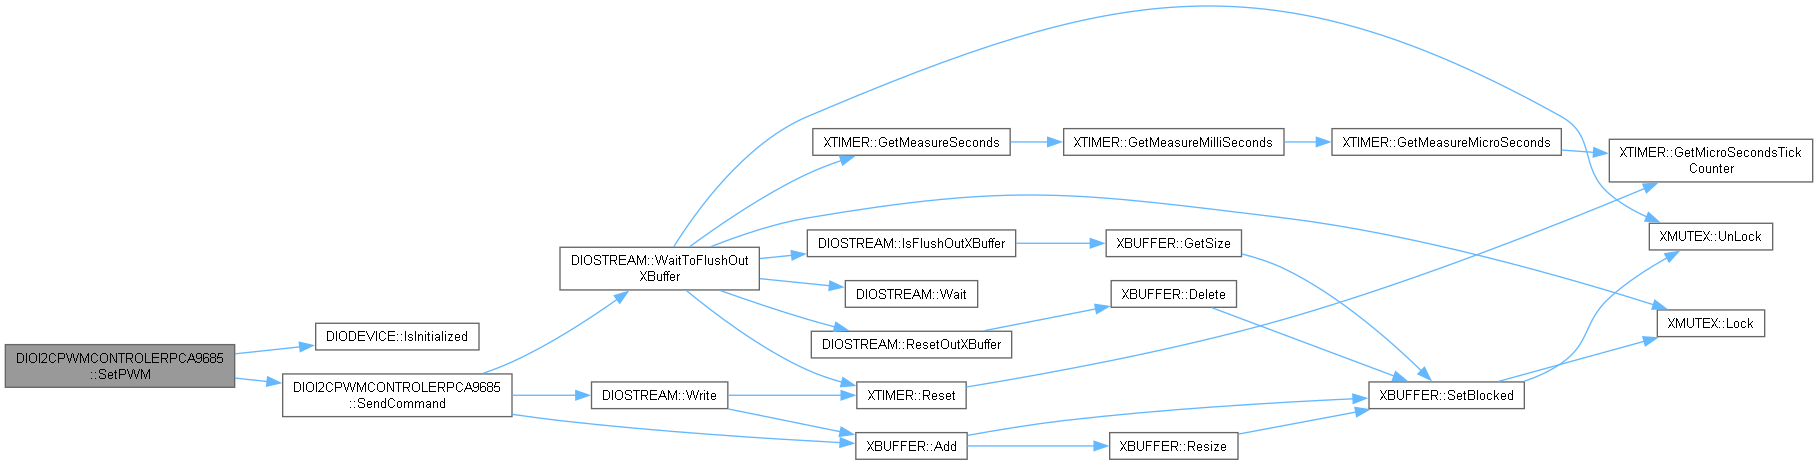 DIOI2CPWMCONTROLERPCA9685
::SetPWM
DIODEVICE::IsInitialized
DIOI2CPWMCONTROLERPCA9685
::SendCommand
DIOSTREAM::WaitToFlushOut
XBuffer
DIOSTREAM::Write
XTIMER::GetMeasureSeconds
DIOSTREAM::IsFlushOutXBuffer
DIOSTREAM::Wait
DIOSTREAM::ResetOutXBuffer
XTIMER::Reset
XBUFFER::Add
XTIMER::GetMeasureMilliSeconds
XBUFFER::GetSize
XBUFFER::Delete
XBUFFER::Resize
XTIMER::GetMeasureMicroSeconds
XBUFFER::SetBlocked
XTIMER::GetMicroSecondsTick
Counter
XMUTEX::UnLock
XMUTEX::Lock